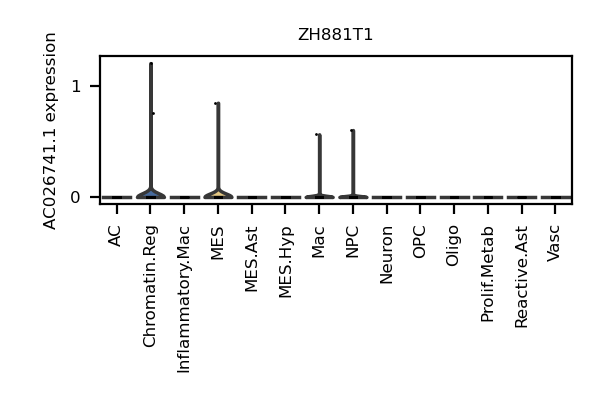 ZH881T1
AC026741.1 expression
1
0
AC
Chromatin.Reg
Inflammatory.Mac
MES
MES.Ast
MES.Hyp
Mac
NPC
Neuron
OPC
Oligo
Prolif.Metab
Reactive.Ast
Vasc